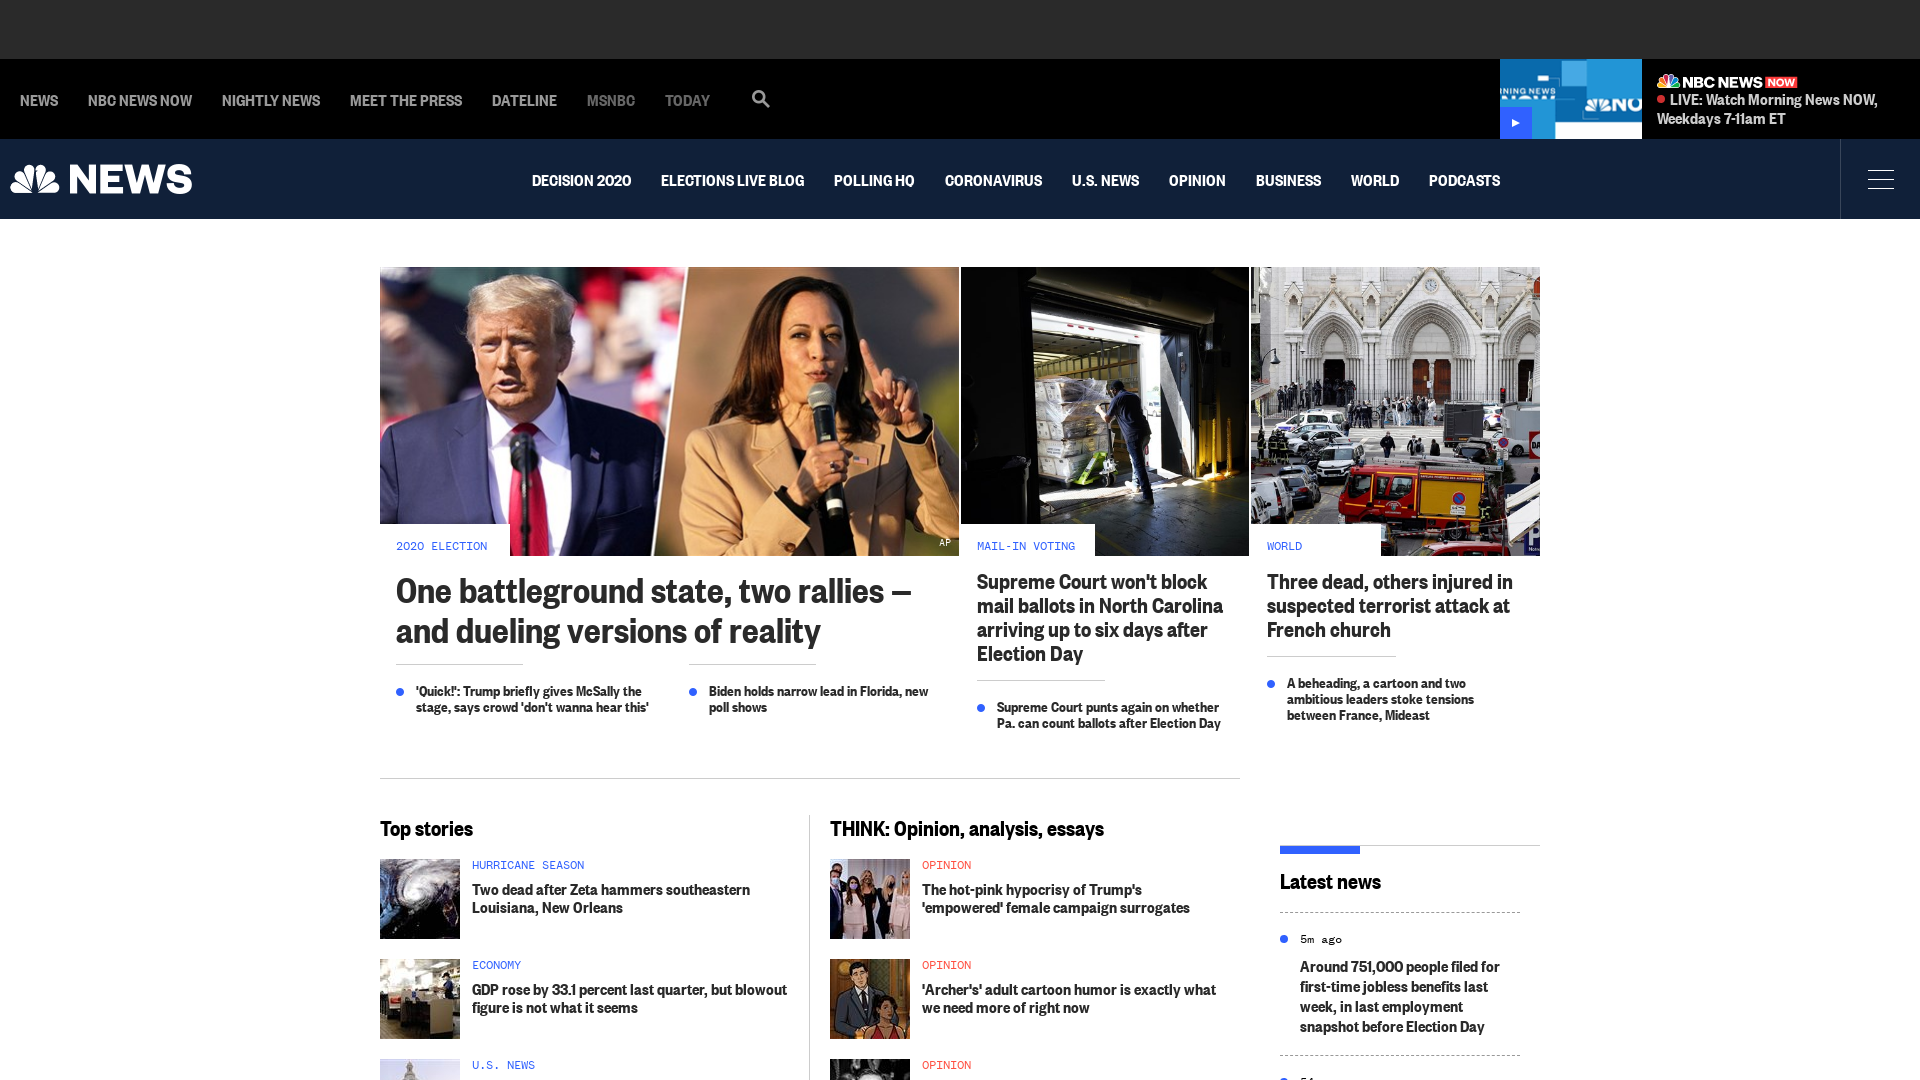 NEWS NBC NEWS NOW NIGHTLY NEWS MEET THE PRESS DATELINE MSNBC TODAY
NBC NEWS NOW
LIVE: Watch Morning News NOW,
Weekdays 7-11am ET
NEWS
DECISION 2020 ELECTIONS LIVE BLOG POLLING HQ CORONAVIRUS U.S. NEWS OPINION BUSINESS WORLD PODCASTS
AP
2020 ELECTION
One battleground state, two rallies —
and dueling versions of reality
'Quick!': Trump briefly gives McSally the
stage, says crowd 'don't wanna hear this'
Biden holds narrow lead in Florida, new
poll shows
MAIL-IN VOTING
Supreme Court won't block
mail ballots in North Carolina
arriving up to six days after
Election Day
Supreme Court punts again on whether
Pa. can count ballots after Election Day
WORLD
Three dead, others injured in
suspected terrorist attack at
French church
A beheading, a cartoon and two
ambitious leaders stoke tensions
between France, Mideast
Top stories
HURRICANE SEASON
Two dead after Zeta hammers southeastern
Louisiana, New Orleans
ECONOMY
GDP rose by 33.1 percent last quarter, but blowout
figure is not what it seems
U.S. NEWS
THINK: Opinion, analysis, essays
OPINION
The hot-pink hypocrisy of Trump's
'empowered' female campaign surrogates
OPINION
'Archer's' adult cartoon humor is exactly what
we need more of right now
OPINION
Latest news
5m ago
Around 751,000 people filed for
first-time jobless benefits last
week, in last employment
snapshot before Election Day